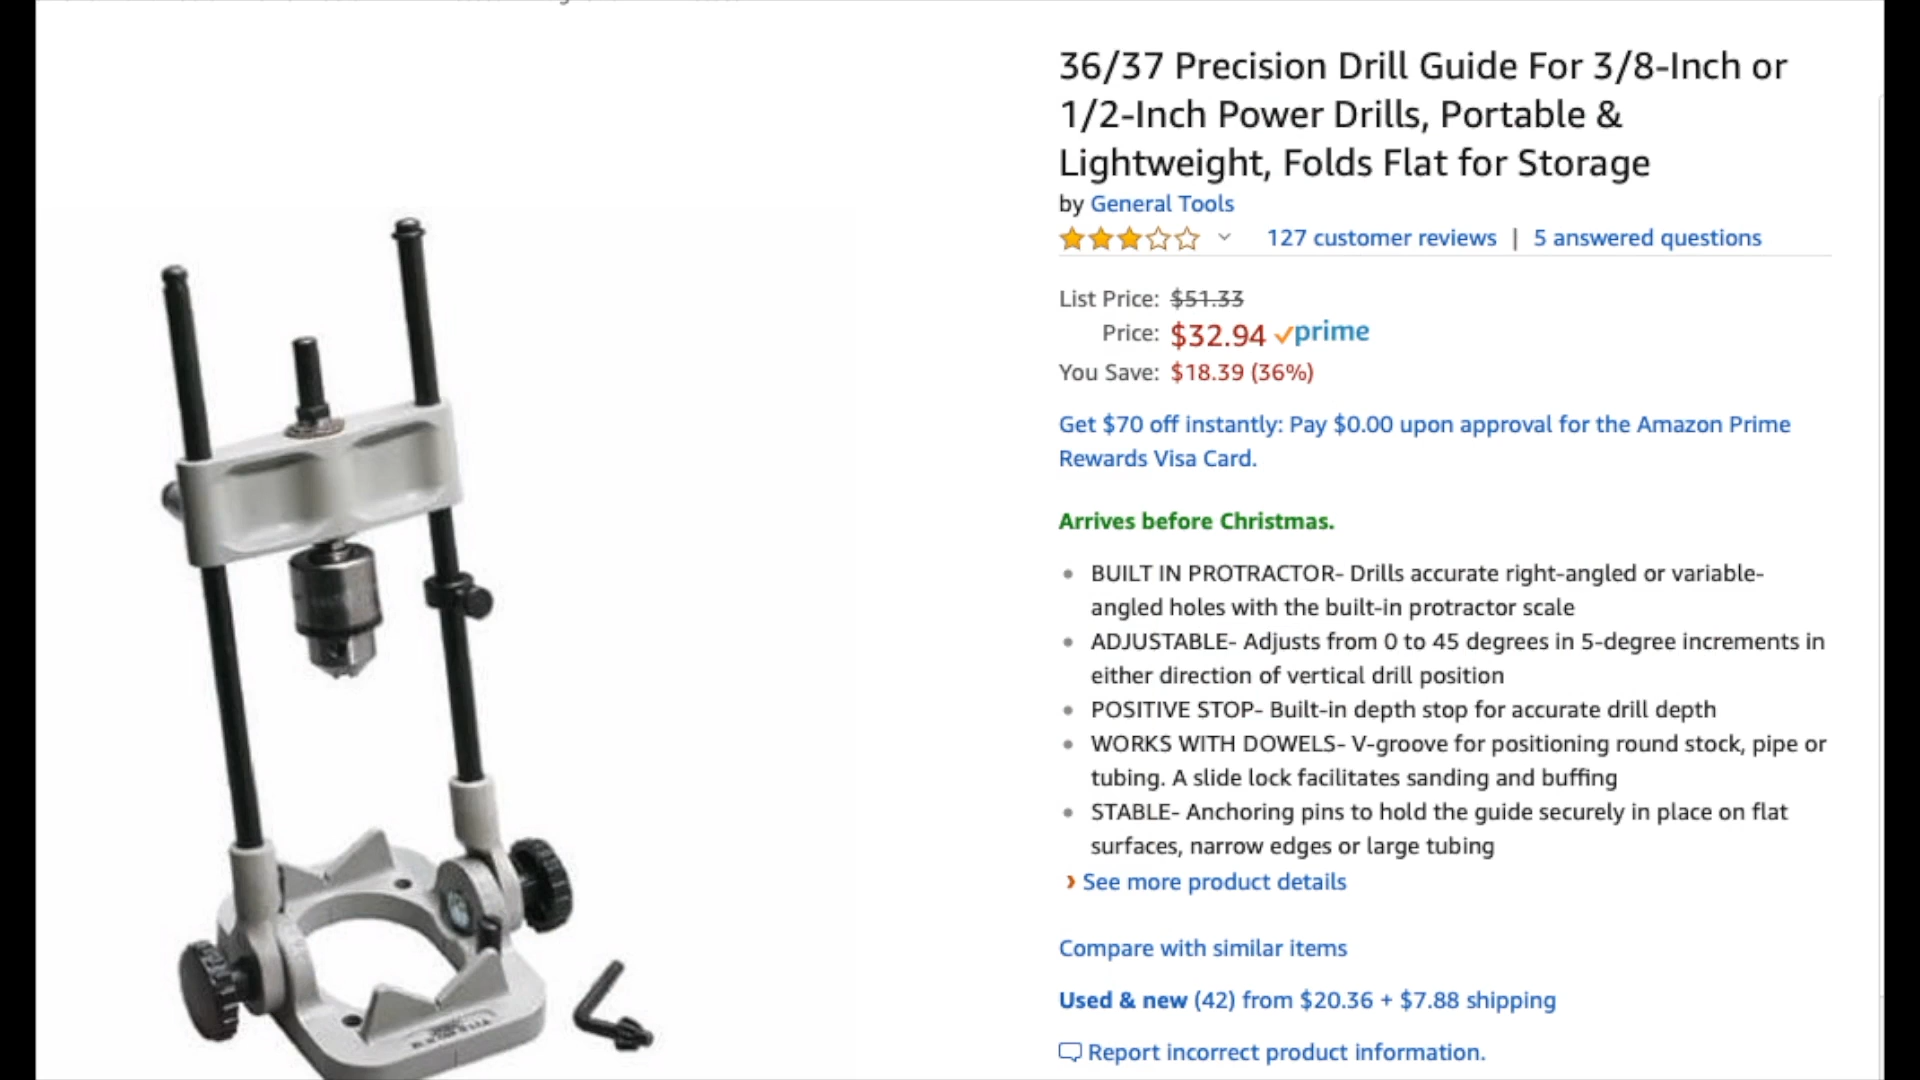 36/37 Precision Drill Guide For 3/8-Inch or
1/2-Inch Power Drills, Portable &
Lightweight, Folds Flat for Storage
by General Tools
127 customer reviews | 5 answered questions
List Price: $51.33
Price: $32.94 prime
You Save: $18.39 (36%)
Get $70 off instantly: Pay $0.00 upon approval for the Amazon Prime
Rewards Visa Card.
Arrives before Christmas.
• BUILT IN PROTRACTOR- Drills accurate right-angled or variable-
angled holes with the built-in protractor scale
• ADJUSTABLE- Adjusts from 0 to 45 degrees in 5-degree increments in
either direction of vertical drill position
• POSITIVE STOP- Built-in depth stop for accurate drill depth
• WORKS WITH DOWELS- V-groove for positioning round stock, pipe or
tubing. A slide lock facilitates sanding and buffing
• STABLE- Anchoring pins to hold the guide securely in place on flat
surfaces, narrow edges or large tubing
› See more product details
Compare with similar items
Used & new (42) from $20.36 + $7.88 shipping
Report incorrect product information.